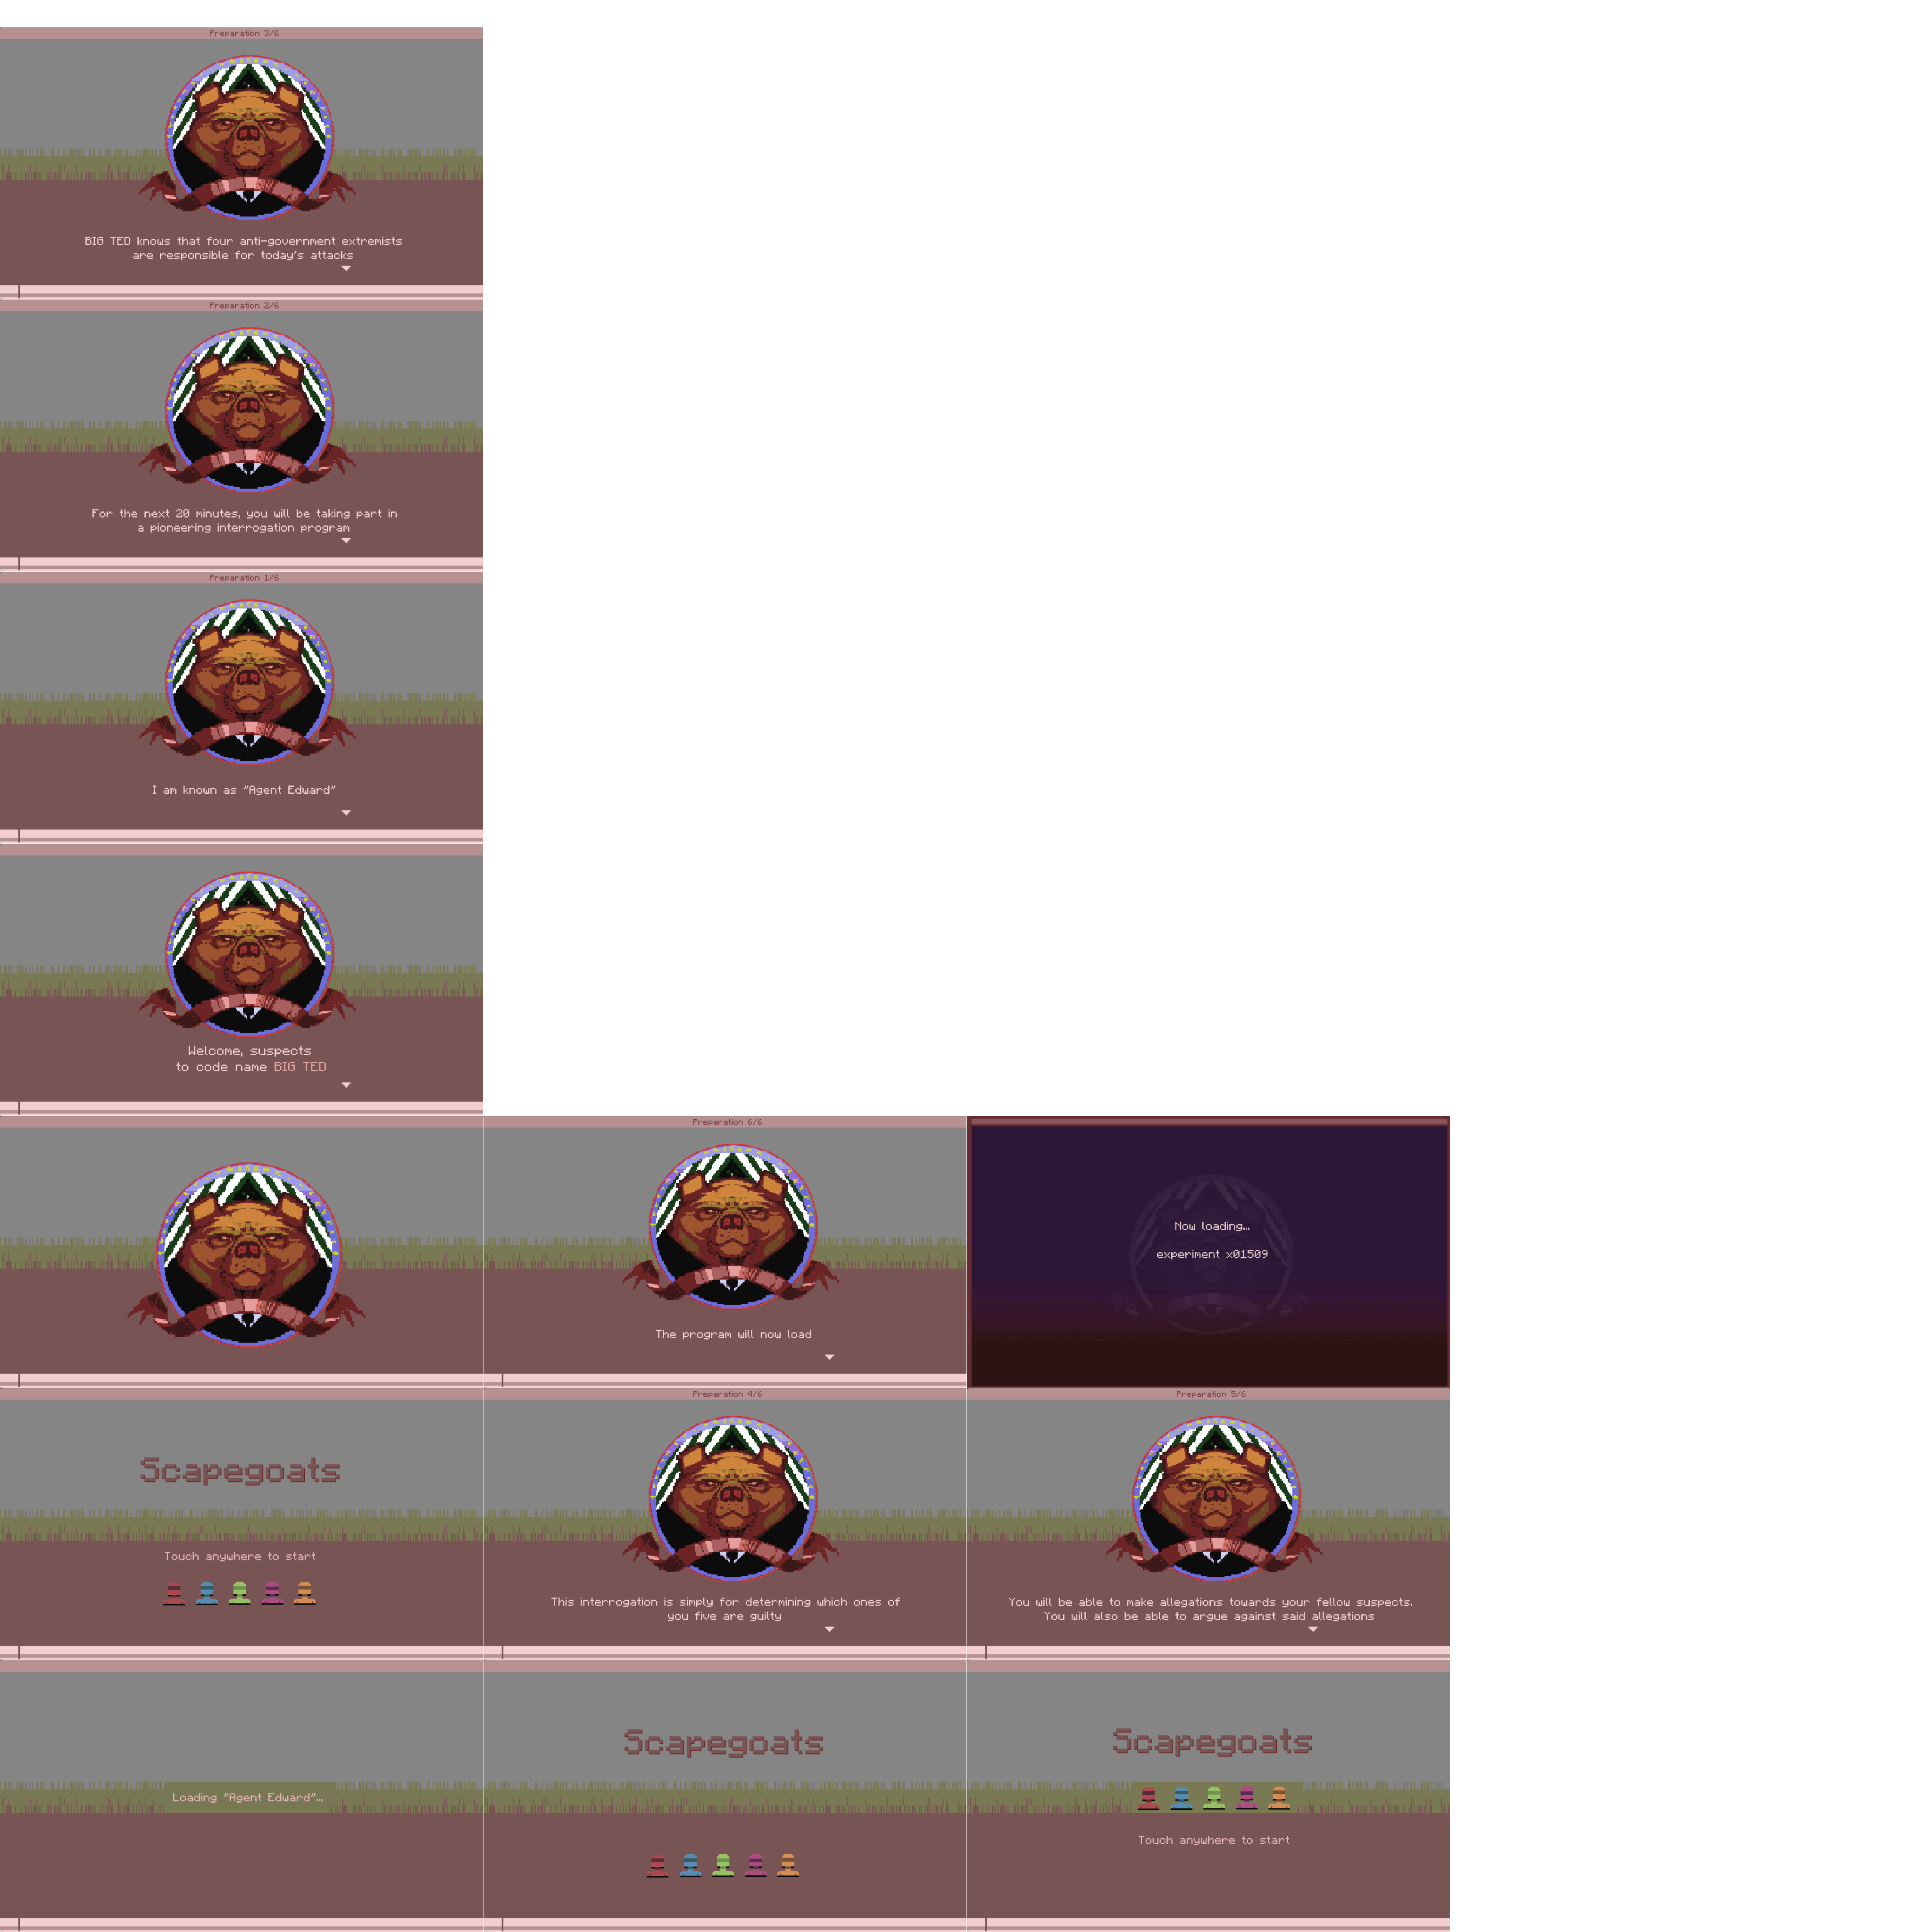 Preparation 3/6
BIG TED knows that four anti-government extremists
are responsible for today's attacks
Preparation 2/6
For the next 20 minutes, you will be taking part in
a pioneering interrogation program
Preparation 1/6
I am known as "Agent Edward"
Welcome, suspects
to code name BIG TED
Preparation 6/6
The program will now load
Now loading...
experiment x01509
Scapegoats
Touch anywhere to start
Preparation 4/6
This interrogation is simply for determining which ones of
you five are guilty
Preparation 5/6
You will be able to make allegations towards your fellow suspects.
You will also be able to argue against said allegations
Loading "Agent Edward"...
Scapegoats
Scapegoats
Touch anywhere to start